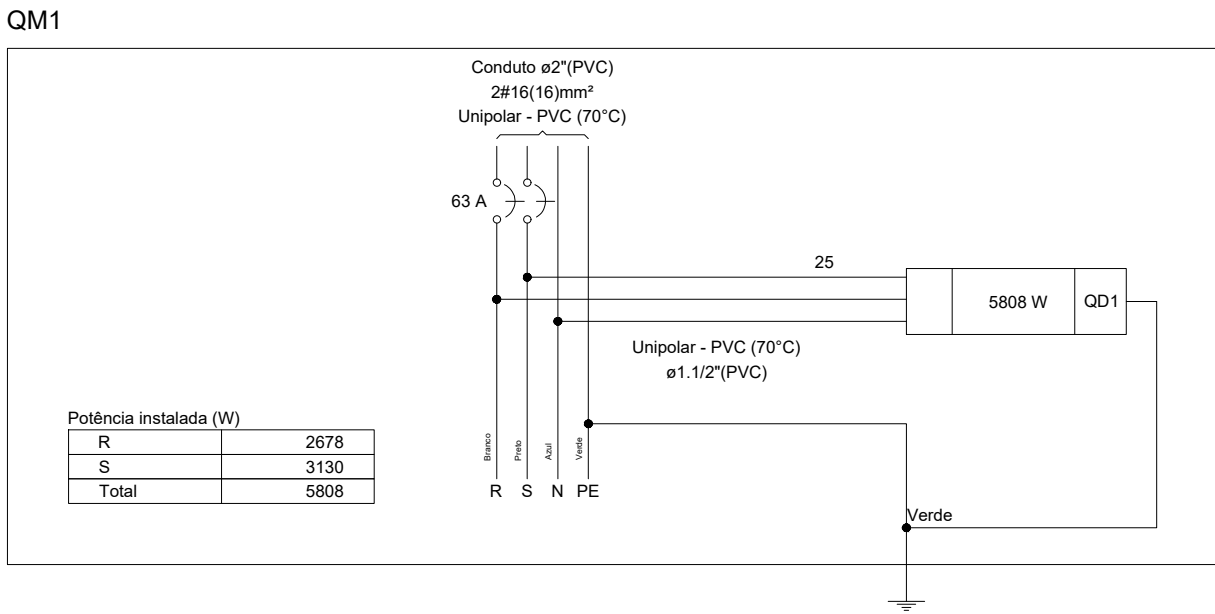 QM1
Conduto ø2"(PVC)
2#16(16)mm²
Unipolar - PVC (70°C)
63 A
25
5808 W
QD1
Unipolar - PVC (70°C)
ø1.1/2"(PVC)
Potência instalada (W)
R 2678
S 3130
Total 5808
Branco
Preto
Azul
Verde
R S N PE
Verde